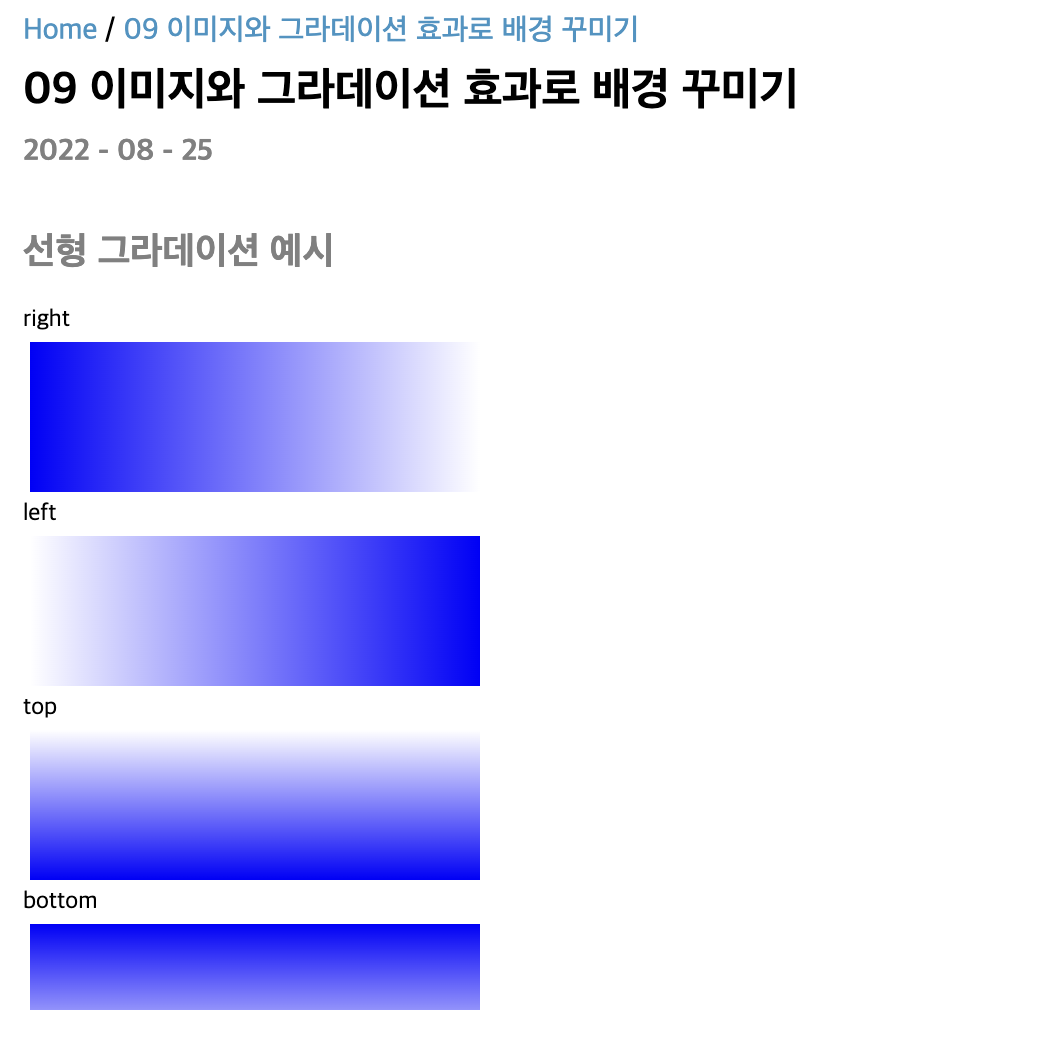 Home / 09 이미지와 그라데이션 효과로 배경 꾸미기
09 이미지와 그라데이션 효과로 배경 꾸미기
2022 - 08 - 25
선형 그라데이션 예시
right
left
top
bottom